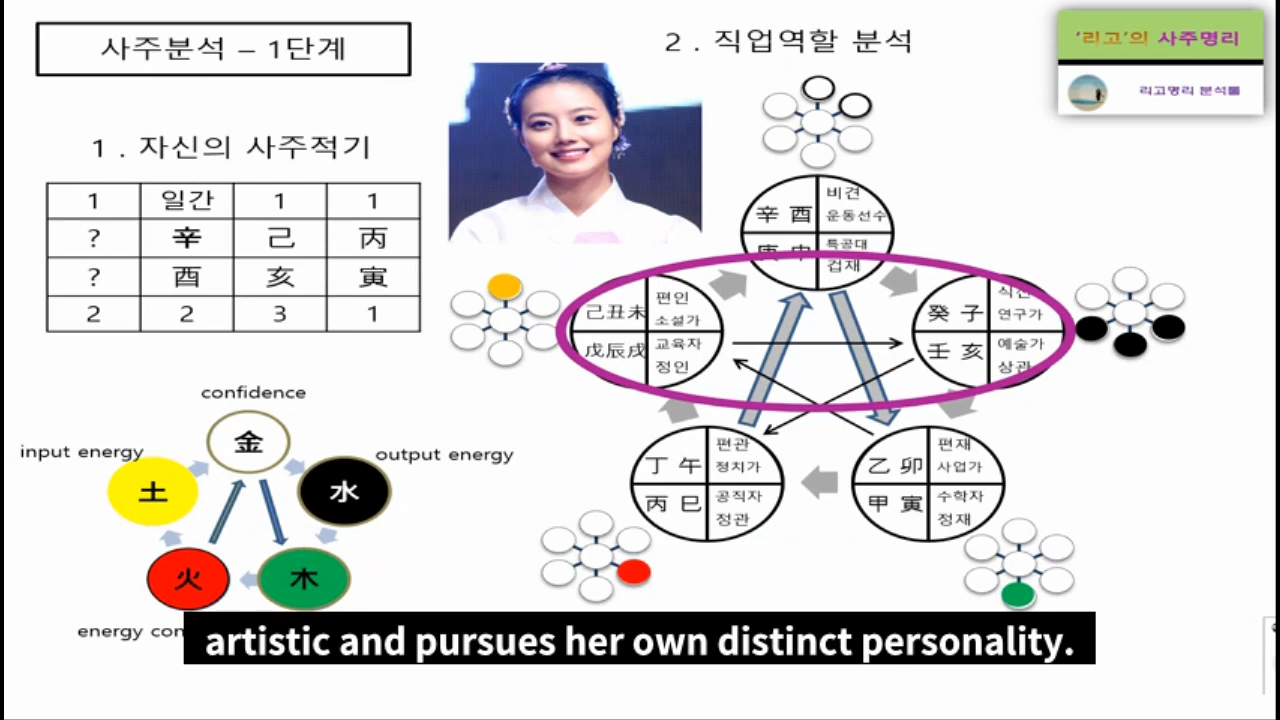 사주분석 – 1단계
2 . 직업역할 분석
'리고'의 사주명리
리고명리 분석틀
1 . 자신의 사주적기
1 일간 1 1
? 辛 己 丙
? 酉 亥 寅
2 2 3 1
confidence
金
input energy
output energy
土
水
火
木
energy con
辛 酉
비견
운동선수
庚 申
특공대
겁재
己丑未
편인
소설가
戊辰戌
교육자
정인
癸 子
식신
연구가
壬 亥
예술가
상관
丁 午
편관
정치가
丙 巳
공직자
정관
乙 卯
편재
사업가
甲 寅
수학자
정재
artistic and pursues her own distinct personality.